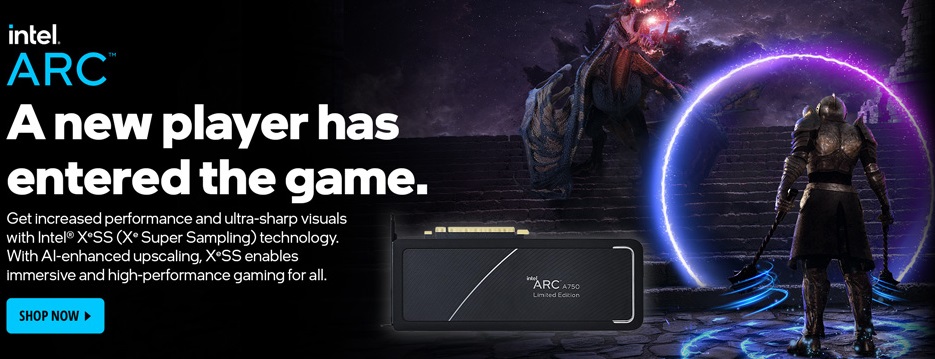 intel.
ARC™
A new player has
entered the game.
Get increased performance and ultra-sharp visuals
with Intel® XᵉSS (Xᵉ Super Sampling) technology.
With AI-enhanced upscaling, XᵉSS enables
immersive and high-performance gaming for all.
SHOP NOW
intel
ARC A750
Limited Edition